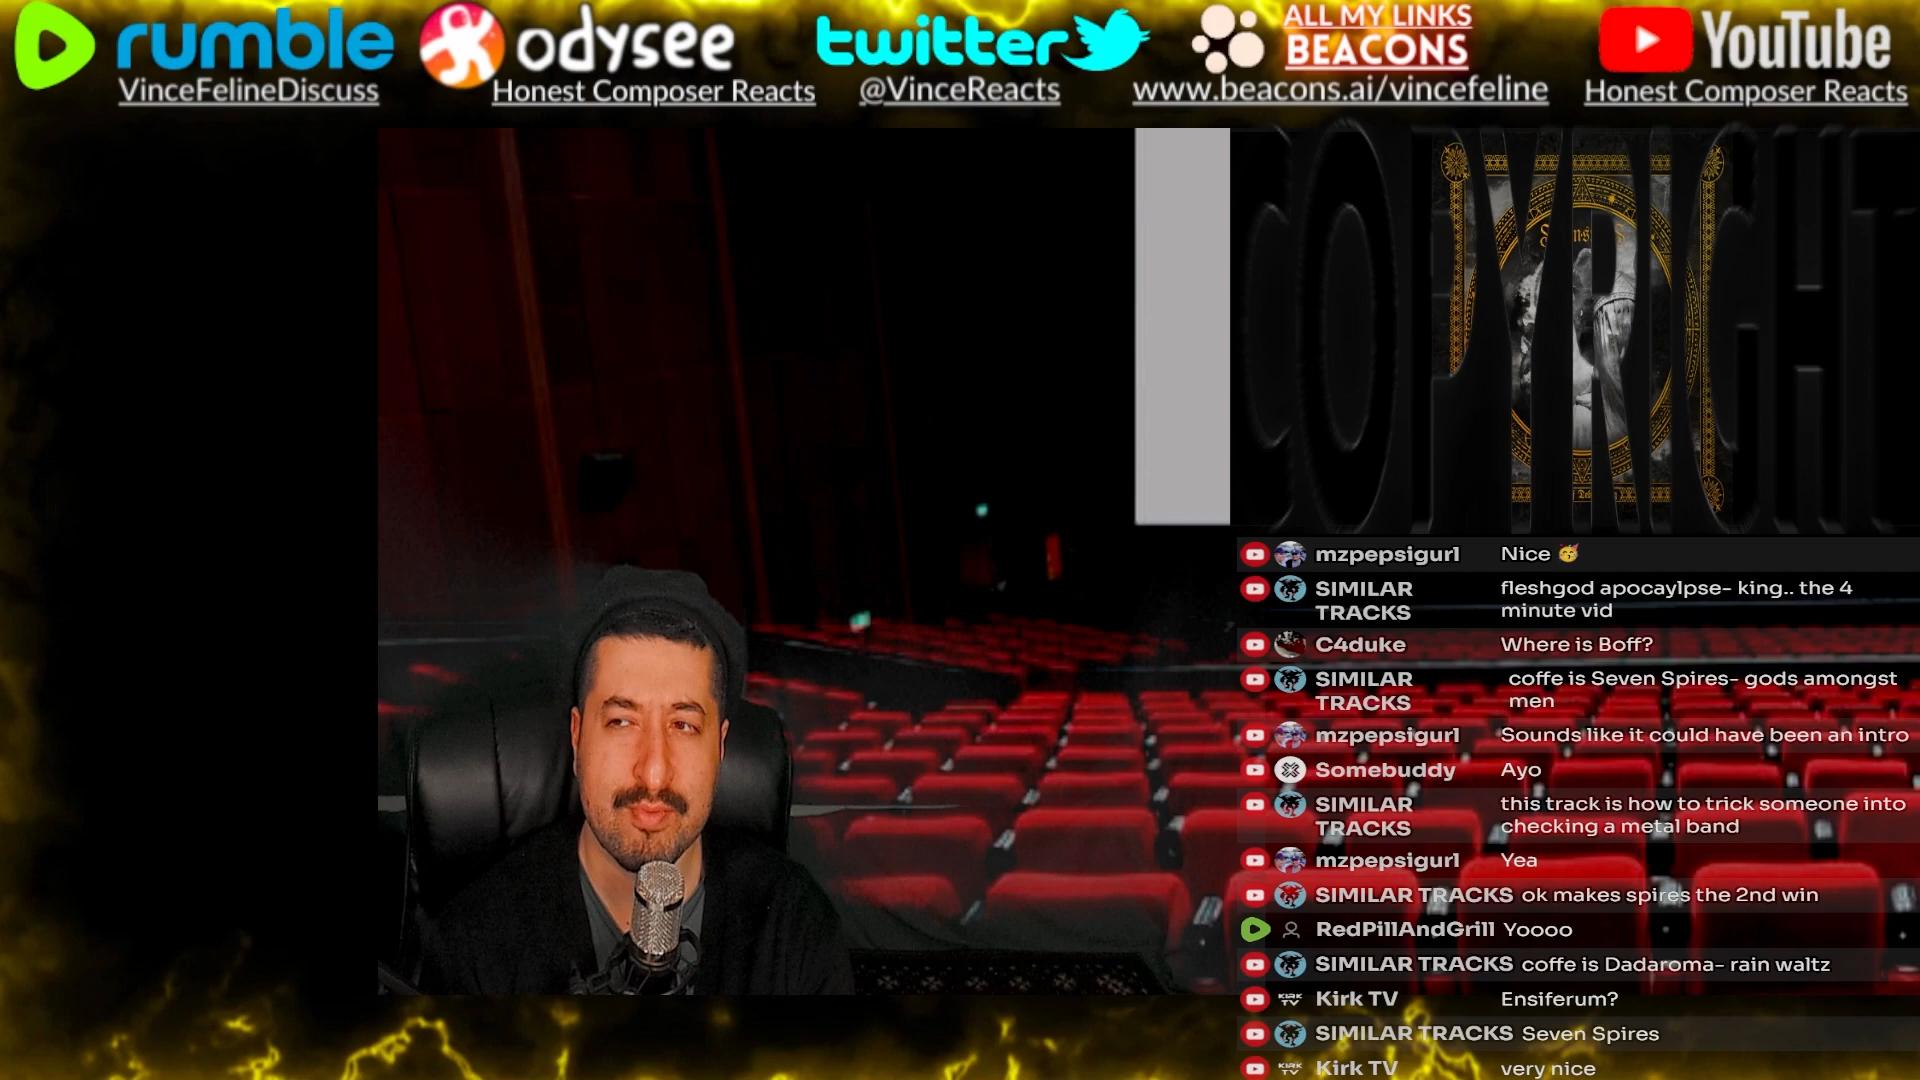 rumble
VinceFelineDiscuss
odysee
Honest Composer Reacts
twitter
@VinceReacts
ALL MY LINKS
BEACONS
www.beacons.ai/vincefeline
YouTube
Honest Composer Reacts
COPYRIGHT
mzpepsigurl Nice 🥳
SIMILAR TRACKS fleshgod apocaylpse- king.. the 4
minute vid
C4duke Where is Boff?
SIMILAR TRACKS coffe is Seven Spires- gods amongst
men
mzpepsigurl Sounds like it could have been an intro
Somebuddy Ayo
SIMILAR TRACKS this track is how to trick someone into
checking a metal band
mzpepsigurl Yea
SIMILAR TRACKS ok makes spires the 2nd win
RedPillAndGrill Yoooo
SIMILAR TRACKS coffe is Dadaroma- rain waltz
KIRK TV Kirk TV Ensiferum?
SIMILAR TRACKS Seven Spires
KIRK TV Kirk TV very nice